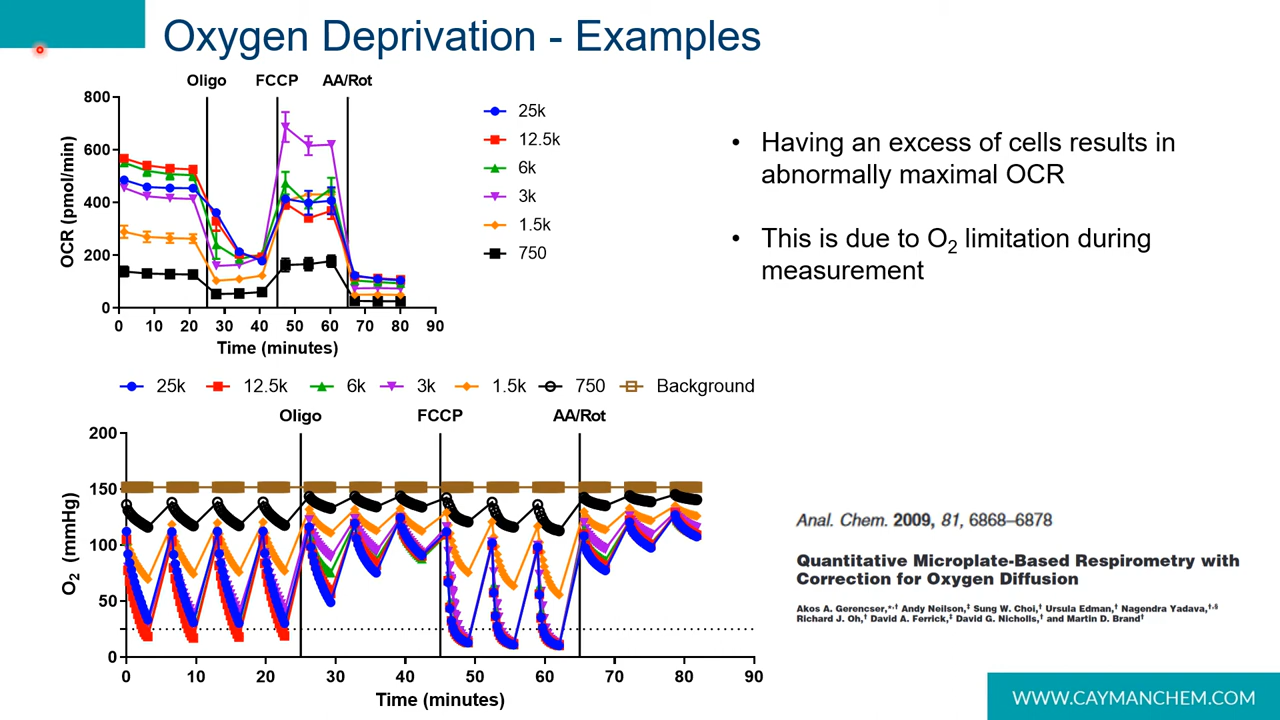 Oxygen Deprivation - Examples
Oligo FCCP AA/Rot
800
600
400
200
0
OCR (pmol/min)
0 10 20 30 40 50 60 70 80 90
Time (minutes)
25k
12.5k
6k
3k
1.5k
750
• Having an excess of cells results in
abnormally maximal OCR
• This is due to O2 limitation during
measurement
25k 12.5k 6k 3k 1.5k 750 Background
Oligo FCCP AA/Rot
200
150
100
50
0
O2 (mmHg)
0 10 20 30 40 50 60 70 80 90
Time (minutes)
Anal. Chem. 2009, 81, 6868–6878
Quantitative Microplate-Based Respirometry with
Correction for Oxygen Diffusion
Akos A. Gerencser,*,† Andy Neilson,‡ Sung W. Choi,† Ursula Edman,† Nagendra Yadava,†,§
Richard J. Oh,† David A. Ferrick,‡ David G. Nicholls,† and Martin D. Brand†
WWW.CAYMANCHEM.COM